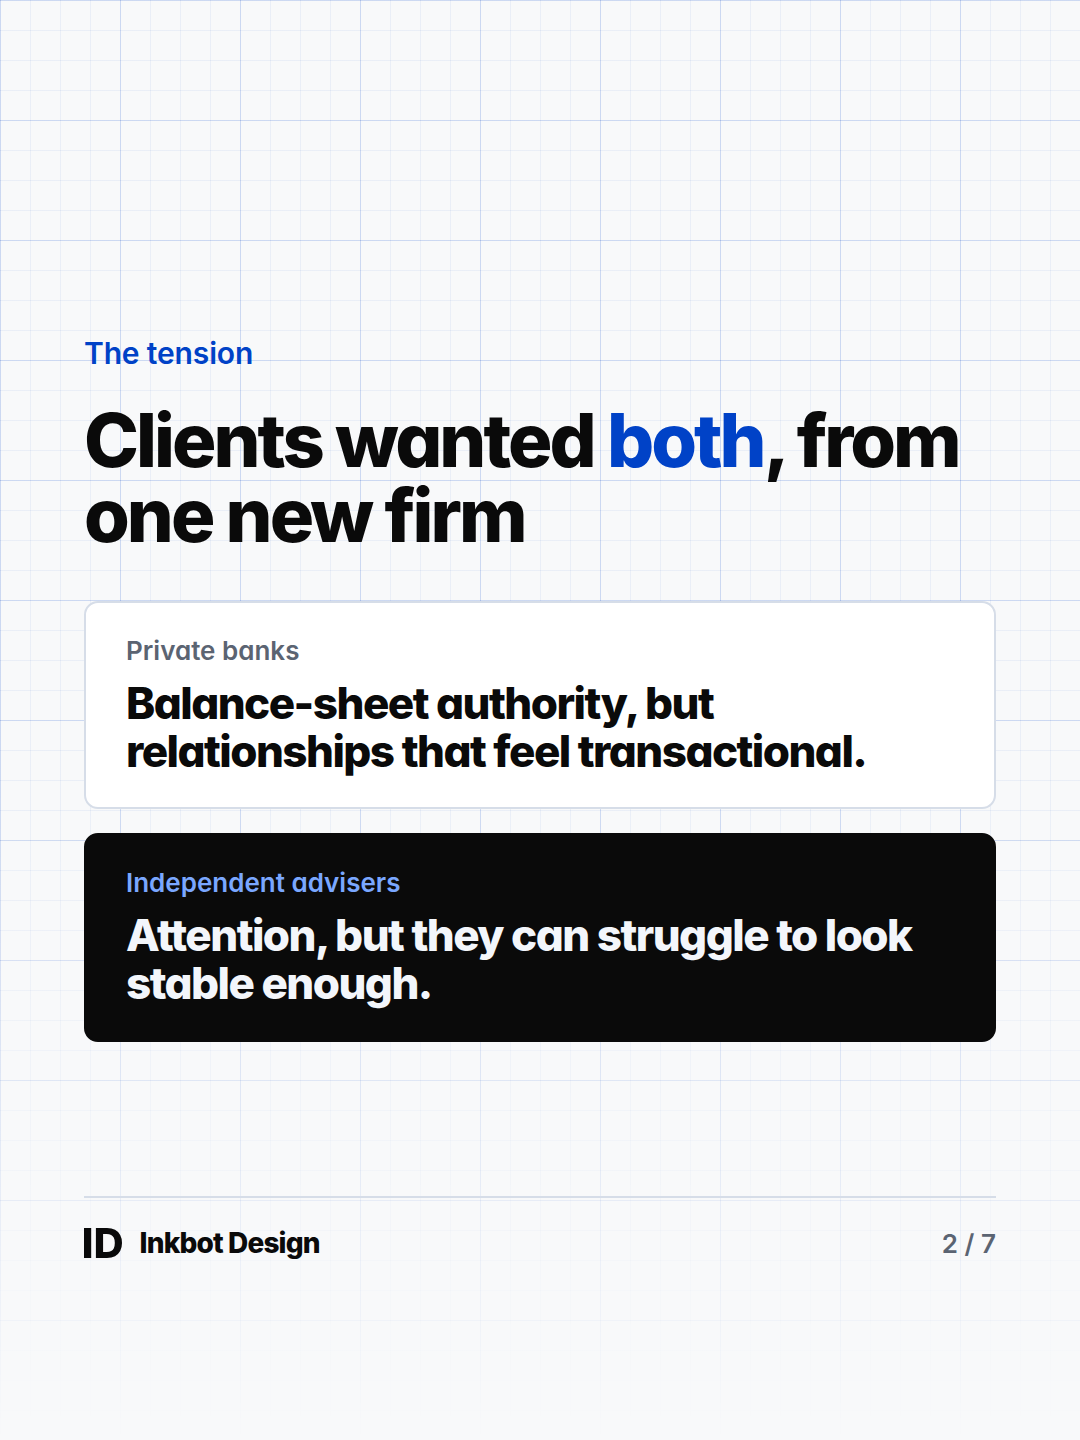 The tension
Clients wanted both, from
one new firm
Private banks
Balance-sheet authority, but
relationships that feel transactional.
Independent advisers
Attention, but they can struggle to look
stable enough.
ID Inkbot Design
2 / 7